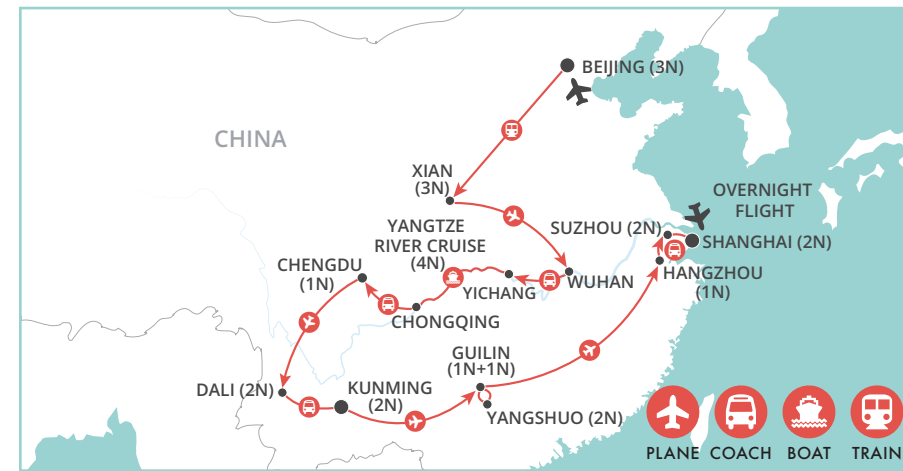 BEIJING (3N)
CHINA
XIAN
(3N)
OVERNIGHT
FLIGHT
YANGTZE
RIVER CRUISE
(4N)
SUZHOU (2N)
SHANGHAI (2N)
CHENGDU
(1N)
HANGZHOU
(1N)
WUHAN
YICHANG
CHONGQING
GUILIN
(1N+1N)
DALI (2N)
KUNMING
(2N)
YANGSHUO (2N)
PLANE COACH BOAT TRAIN